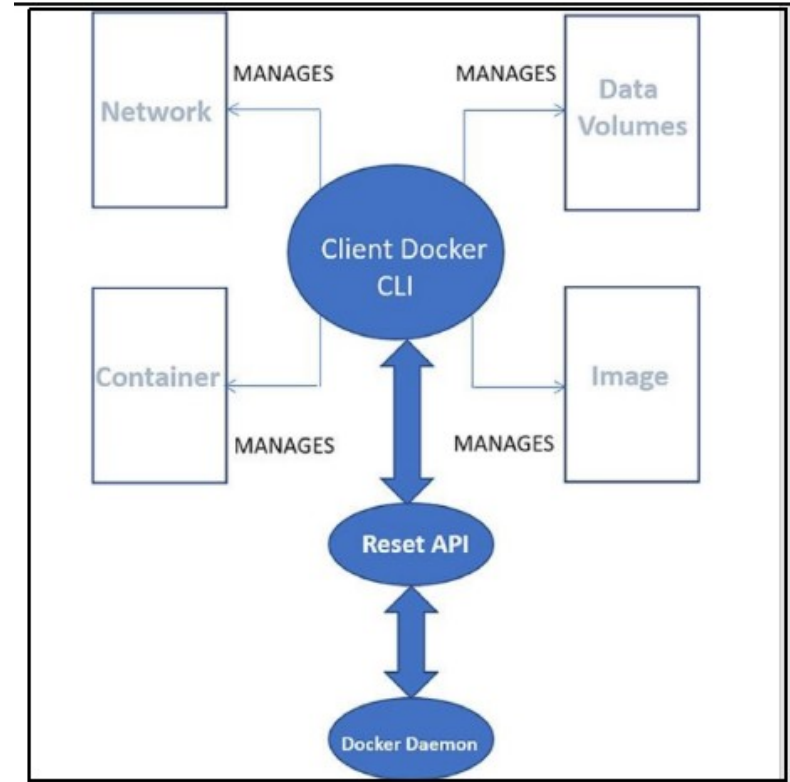 MANAGES
MANAGES
Network
Data
Volumes
Client Docker
CLI
Container
Image
MANAGES
MANAGES
Reset API
Docker Daemon